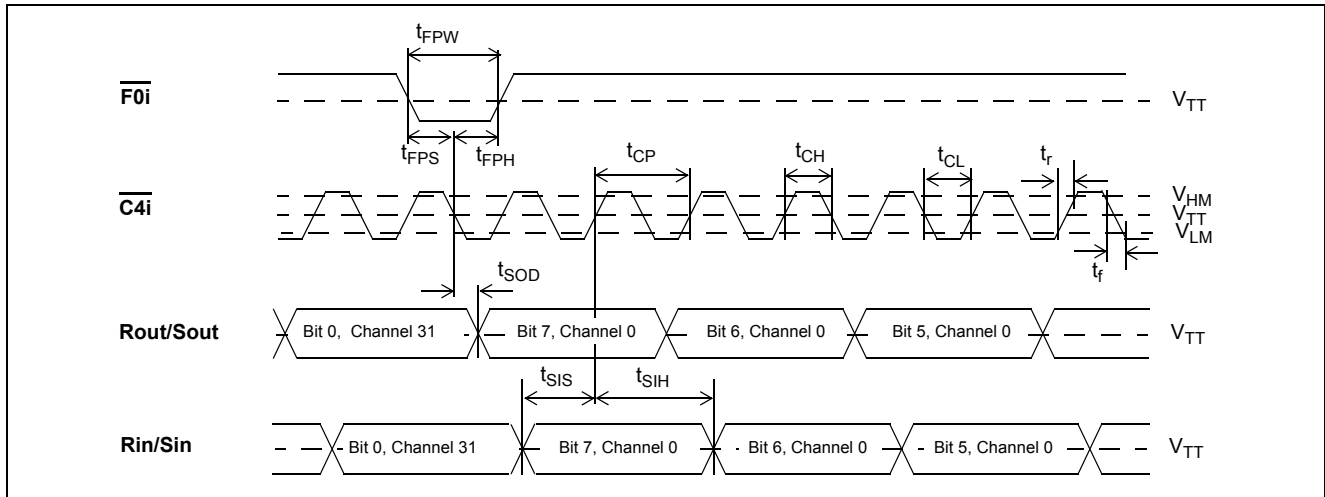 tFPW
F0i
VTT
tFPS tFPH
tCP tCH tCL tr
C4i
VHM
VTT
VLM
tSOD
tf
Rout/Sout Bit 0, Channel 31 Bit 7, Channel 0 Bit 6, Channel 0 Bit 5, Channel 0 VTT
tSIS tSIH
Rin/Sin Bit 0, Channel 31 Bit 7, Channel 0 Bit 6, Channel 0 Bit 5, Channel 0 VTT